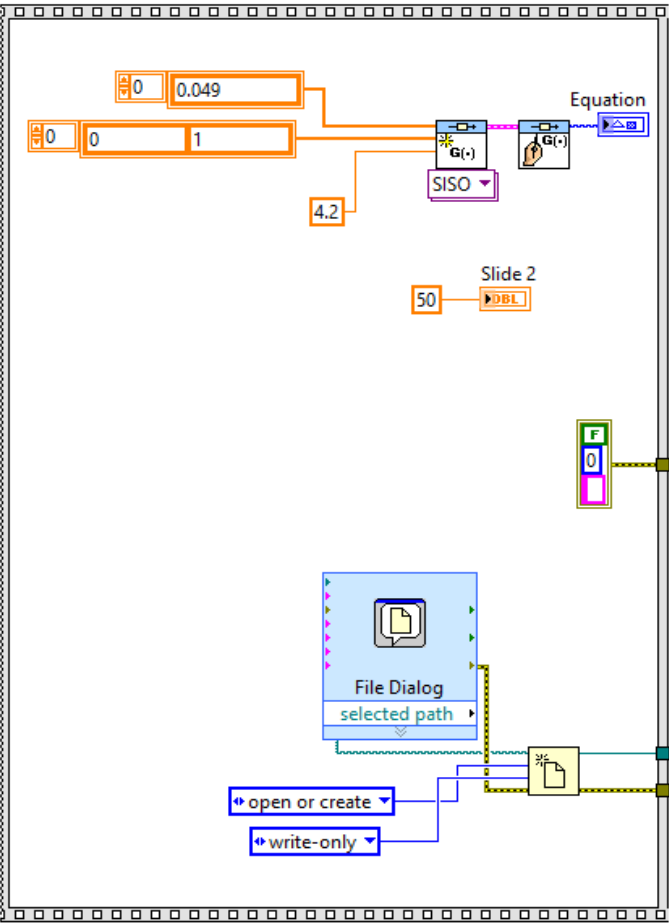 0 0.049
Equation
0 0 1
G(·) G(·)
SISO
4.2
Slide 2
50 DBL
F
0
File Dialog
selected path
open or create
write-only